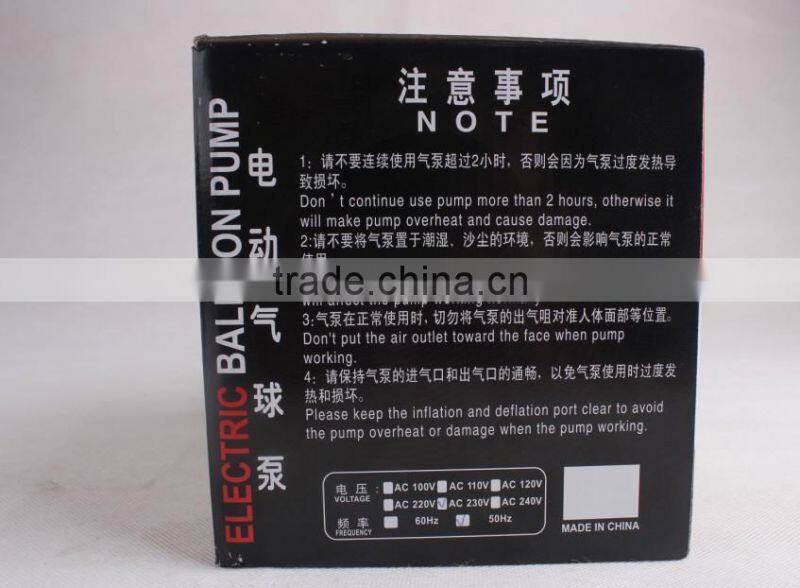 注意事项
NOTE
1：请不要连续使用气泵超过2小时，否则会因为气泵过度发热导
致损坏。
Don't continue use pump more than 2 hours, otherwise it
will make pump overheat and cause damage.
2:请不要将气泵置于潮湿、沙尘的环境，否则会影响气泵的正常
使用
trade.china.cn
will affect the pump working
3:气泵在正常使用时，切勿将气泵的出气咀对准人体面部等位置。
Don't put the air outlet toward the face when pump
working.
4：请保持气泵的进气口和出气口的通畅，以免气泵使用时过度发
热和损坏。
Please keep the inflation and deflation port clear to avoid
the pump overheat or damage when the pump working.
ELECTRIC BALLOON PUMP
电动气球泵
电压： AC 100V AC 110V AC 120V
VOLTAGE
AC 220V ✓ AC 230V AC 240V
频率 60Hz ✓ 50Hz
FREQUENCY
MADE IN CHINA